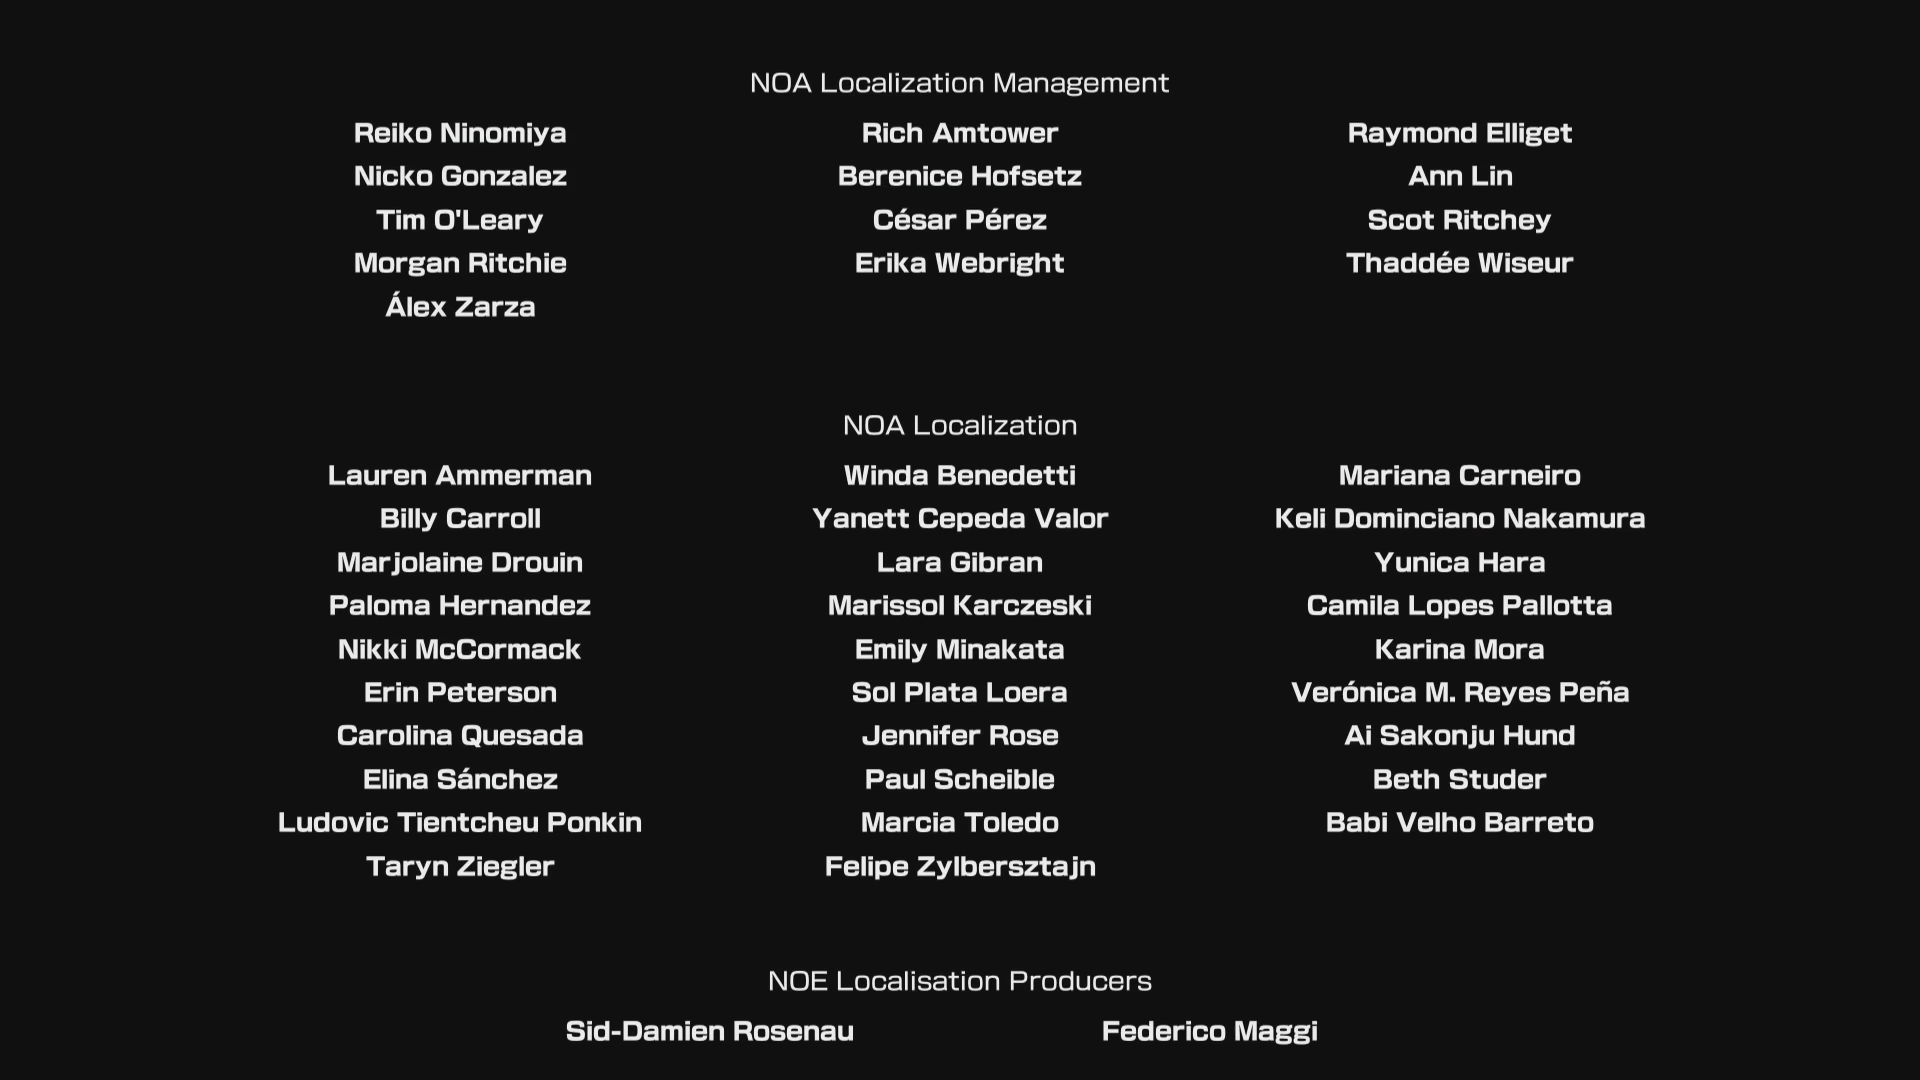 NOA Localization Management
Reiko Ninomiya Rich Amtower Raymond Elliget
Nicko Gonzalez Berenice Hofsetz Ann Lin
Tim O'Leary César Pérez Scot Ritchey
Morgan Ritchie Erika Webright Thaddée Wiseur
Álex Zarza
NOA Localization
Lauren Ammerman Winda Benedetti Mariana Carneiro
Billy Carroll Yanett Cepeda Valor Keli Dominciano Nakamura
Marjolaine Drouin Lara Gibran Yunica Hara
Paloma Hernandez Marissol Karczeski Camila Lopes Pallotta
Nikki McCormack Emily Minakata Karina Mora
Erin Peterson Sol Plata Loera Verónica M. Reyes Peña
Carolina Quesada Jennifer Rose Ai Sakonju Hund
Elina Sánchez Paul Scheible Beth Studer
Ludovic Tientcheu Ponkin Marcia Toledo Babi Velho Barreto
Taryn Ziegler Felipe Zylbersztajn
NOE Localisation Producers
Sid-Damien Rosenau Federico Maggi